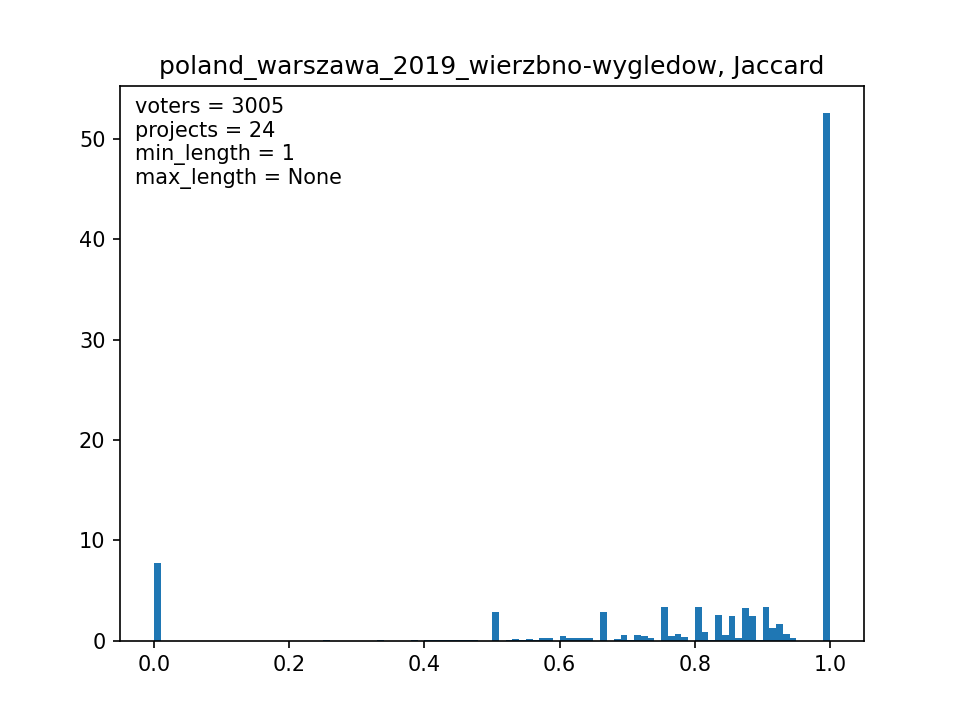 poland_warszawa_2019_wierzbno-wygledow, Jaccard
voters = 3005
projects = 24
min_length = 1
max_length = None
50
40
30
20
10
0
0.0 0.2 0.4 0.6 0.8 1.0